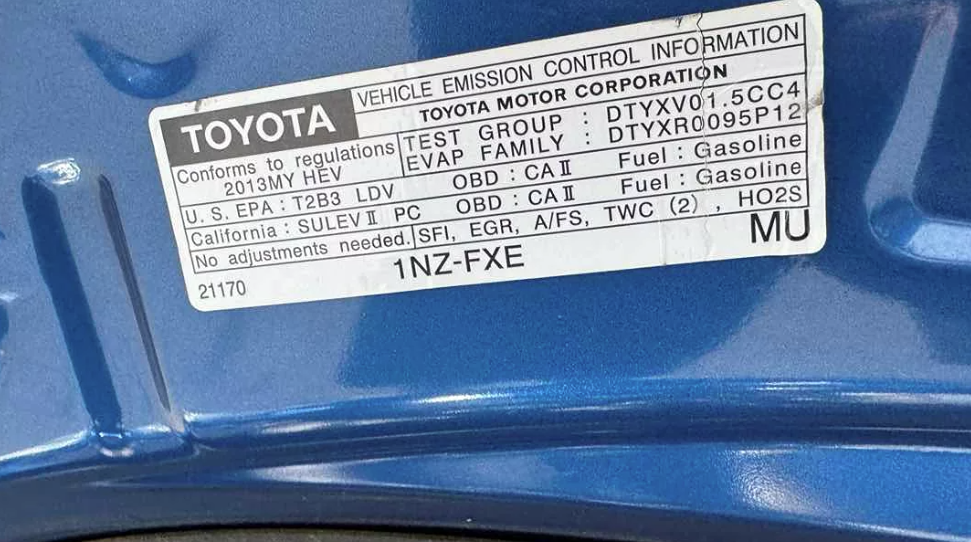 TOYOTA VEHICLE EMISSION CONTROL INFORMATION
TOYOTA MOTOR CORPORATION
Conforms to regulations
2013MY HEV
TEST GROUP : DTYXV01.5CC4
EVAP FAMILY : DTYXR0095P12
U.S. EPA : T2B3 LDV OBD : CA II Fuel : Gasoline
California : SULEV II PC OBD : CA II Fuel : Gasoline
No adjustments needed. SFI, EGR, A/FS, TWC (2) , HO2S
21170 1NZ-FXE MU